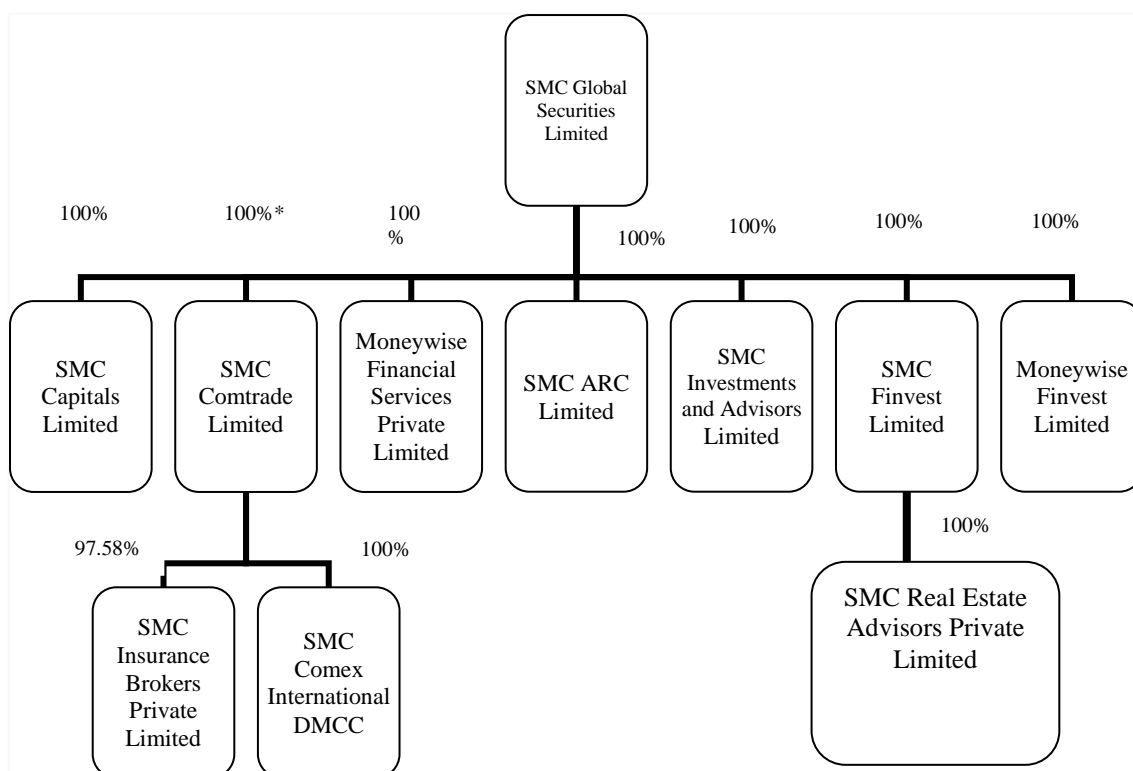 SMC Global
Securities
Limited
100%
100%*
100
%
100%
100%
100%
100%
SMC
Capitals
Limited
SMC
Comtrade
Limited
Moneywise
Financial
Services
Private
Limited
SMC ARC
Limited
SMC
Investments
and Advisors
Limited
SMC
Finvest
Limited
Moneywise
Finvest
Limited
97.58%
100%
100%
SMC
Insurance
Brokers
Private
Limited
SMC
Comex
International
DMCC
SMC Real Estate
Advisors Private
Limited